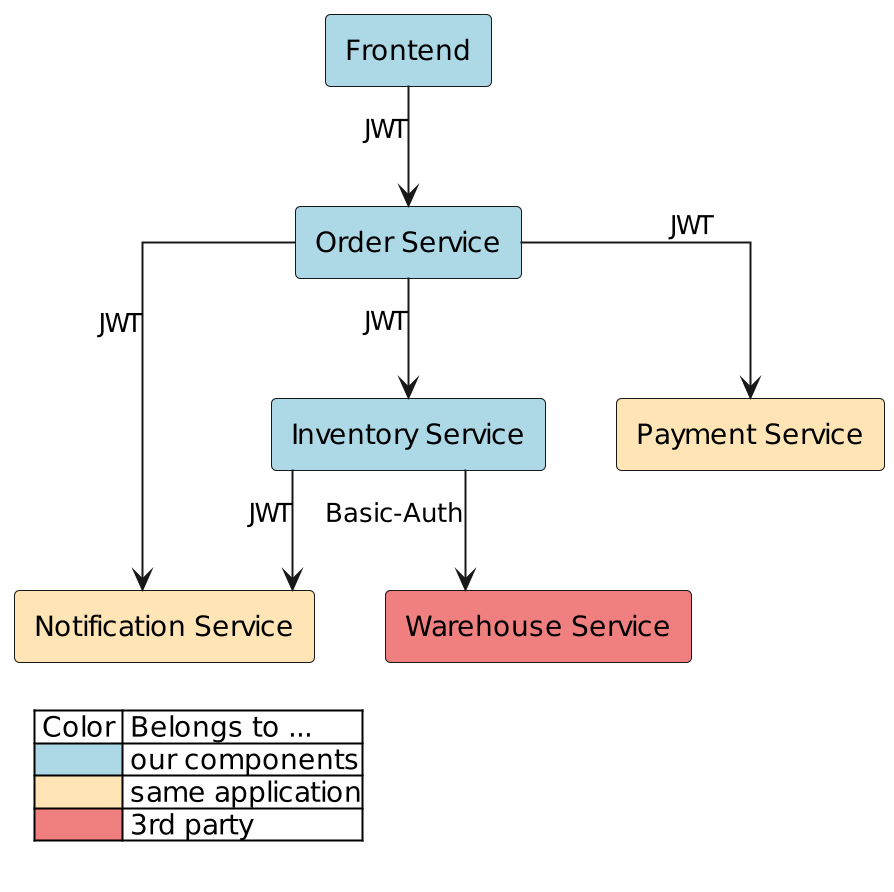 Frontend
JWT
Order Service
JWT
JWT
JWT
Inventory Service
Payment Service
JWT
Basic-Auth
Notification Service
Warehouse Service
Color
Belongs to ...
our components
same application
3rd party